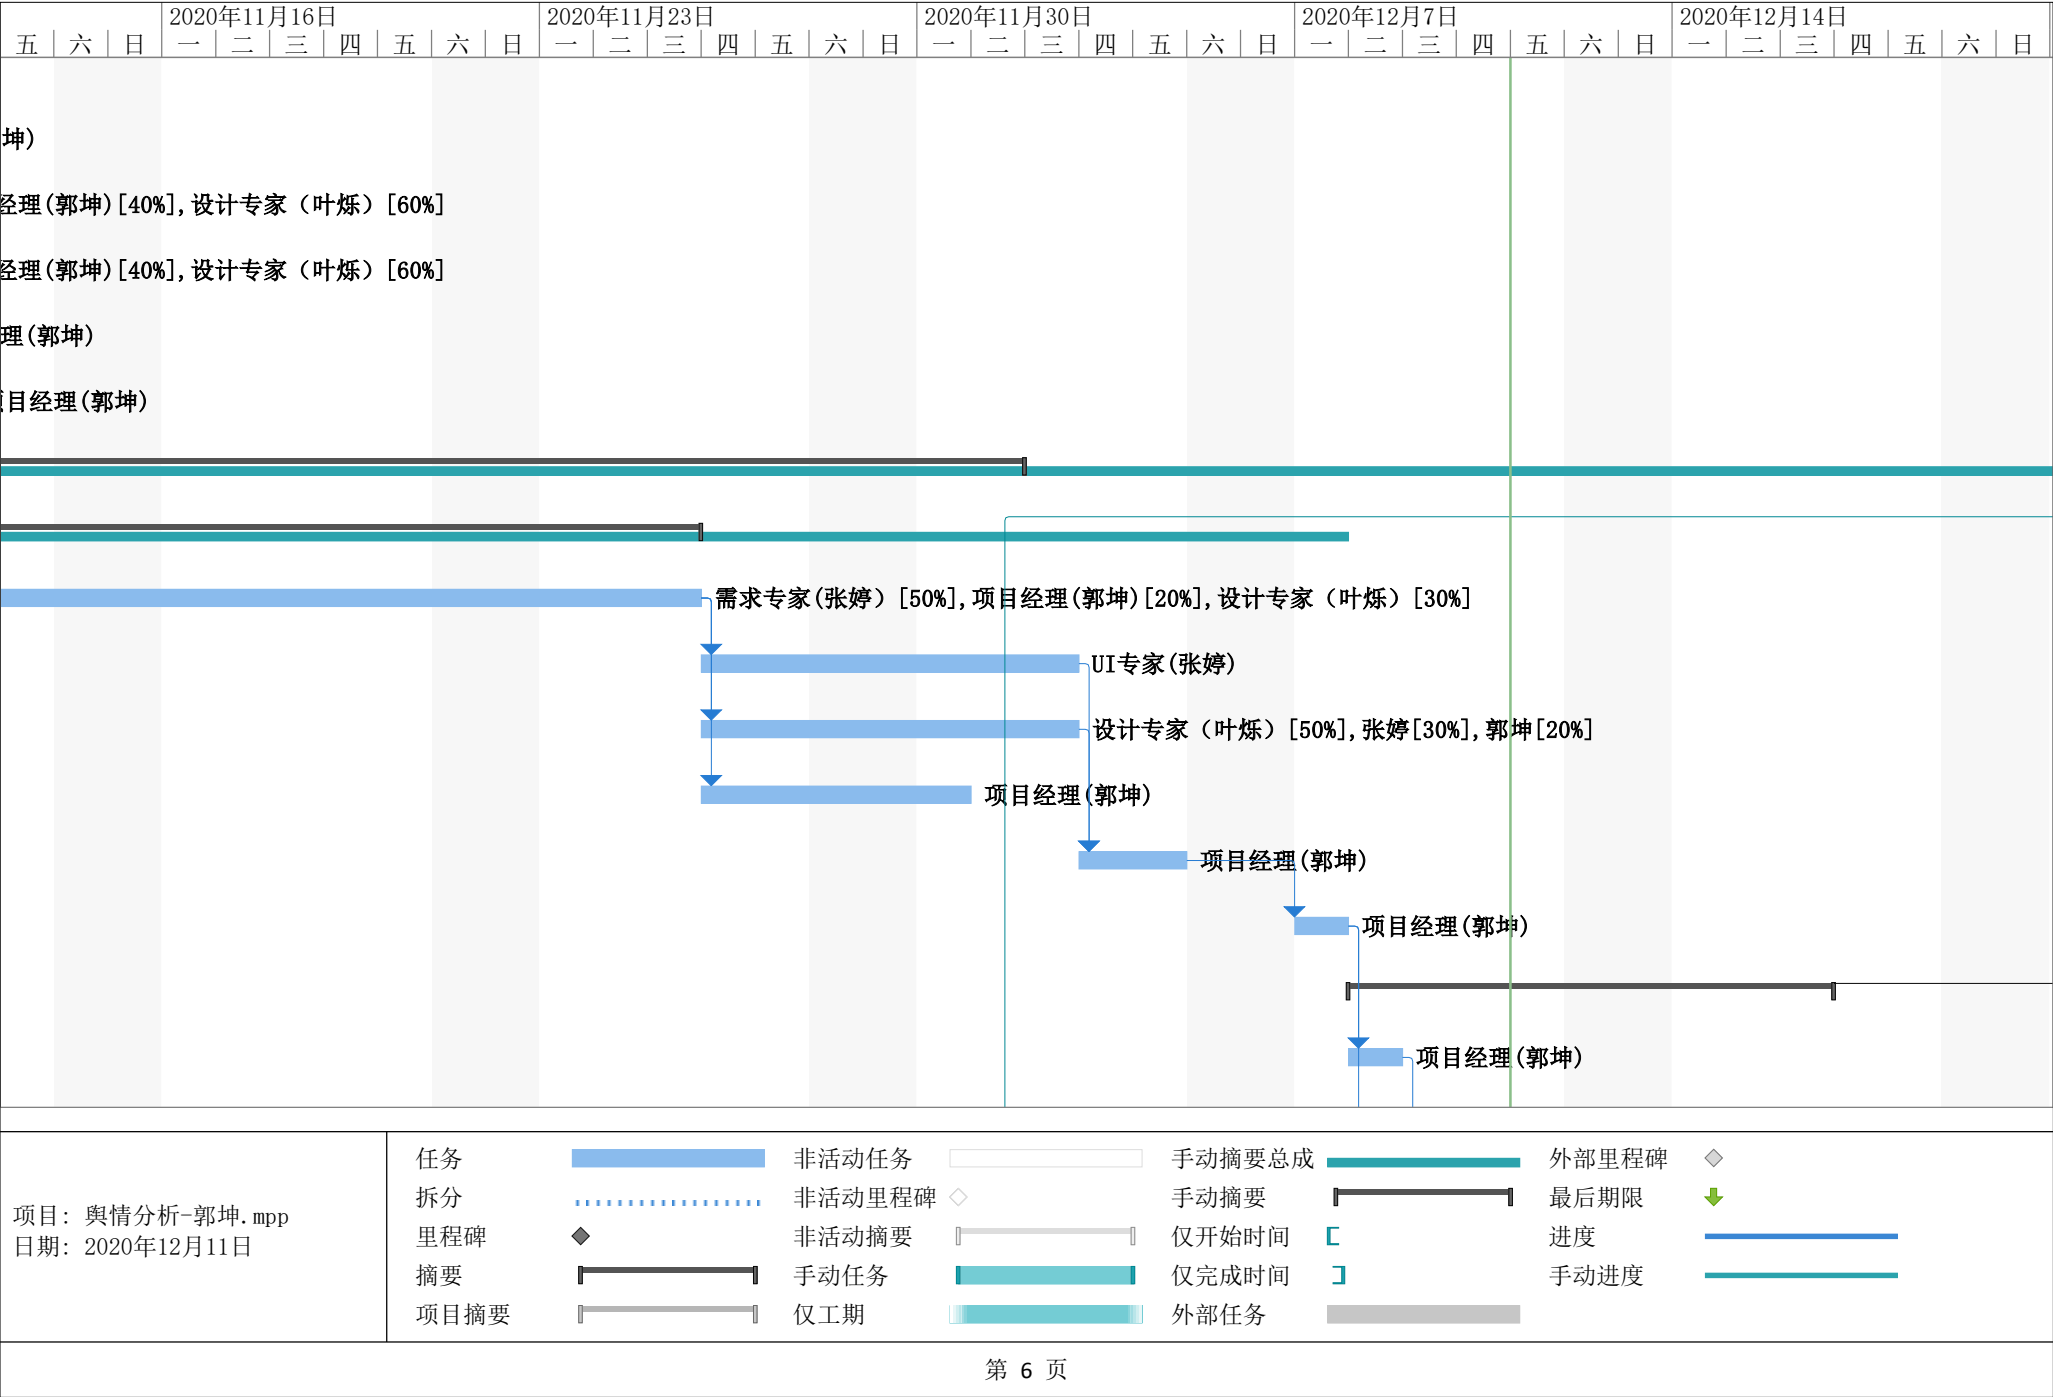 2020年11月16日 2020年11月23日 2020年11月30日 2020年12月7日 2020年12月14日
五 六 日 一 二 三 四 五 六 日 一 二 三 四 五 六 日 一 二 三 四 五 六 日 一 二 三 四 五 六 日 一 二 三 四 五 六 日
坤)
经理(郭坤)[40%],设计专家（叶烁）[60%]
经理(郭坤)[40%],设计专家（叶烁）[60%]
理(郭坤)
项目经理(郭坤)
需求专家(张婷）[50%],项目经理(郭坤)[20%],设计专家（叶烁）[30%]
UI专家(张婷)
设计专家（叶烁）[50%],张婷[30%],郭坤[20%]
项目经理(郭坤)
项目经理(郭坤)
项目经理(郭坤)
项目经理(郭坤)
项目: 舆情分析-郭坤.mpp
日期: 2020年12月11日
任务 非活动任务 手动摘要总成 外部里程碑
拆分 非活动里程碑 手动摘要 最后期限
里程碑 非活动摘要 仅开始时间 进度
摘要 手动任务 仅完成时间 手动进度
项目摘要 仅工期 外部任务
第 6 页